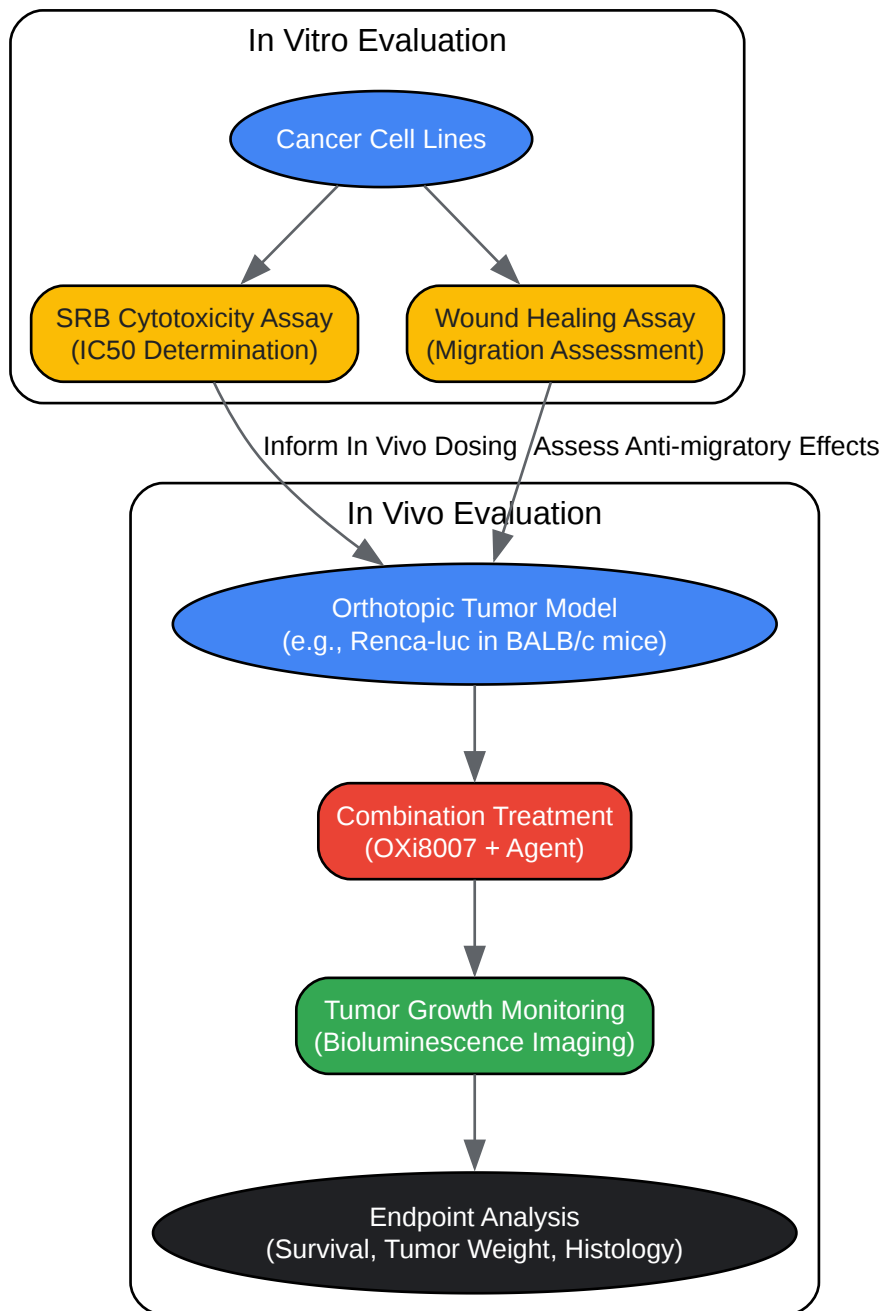 In Vitro Evaluation
Cancer Cell Lines
SRB Cytotoxicity Assay
(IC50 Determination)
Wound Healing Assay
(Migration Assessment)
Inform In Vivo Dosing
Assess Anti-migratory Effects
In Vivo Evaluation
Orthotopic Tumor Model
(e.g., Renca-luc in BALB/c mice)
Combination Treatment
(OXi8007 + Agent)
Tumor Growth Monitoring
(Bioluminescence Imaging)
Endpoint Analysis
(Survival, Tumor Weight, Histology)